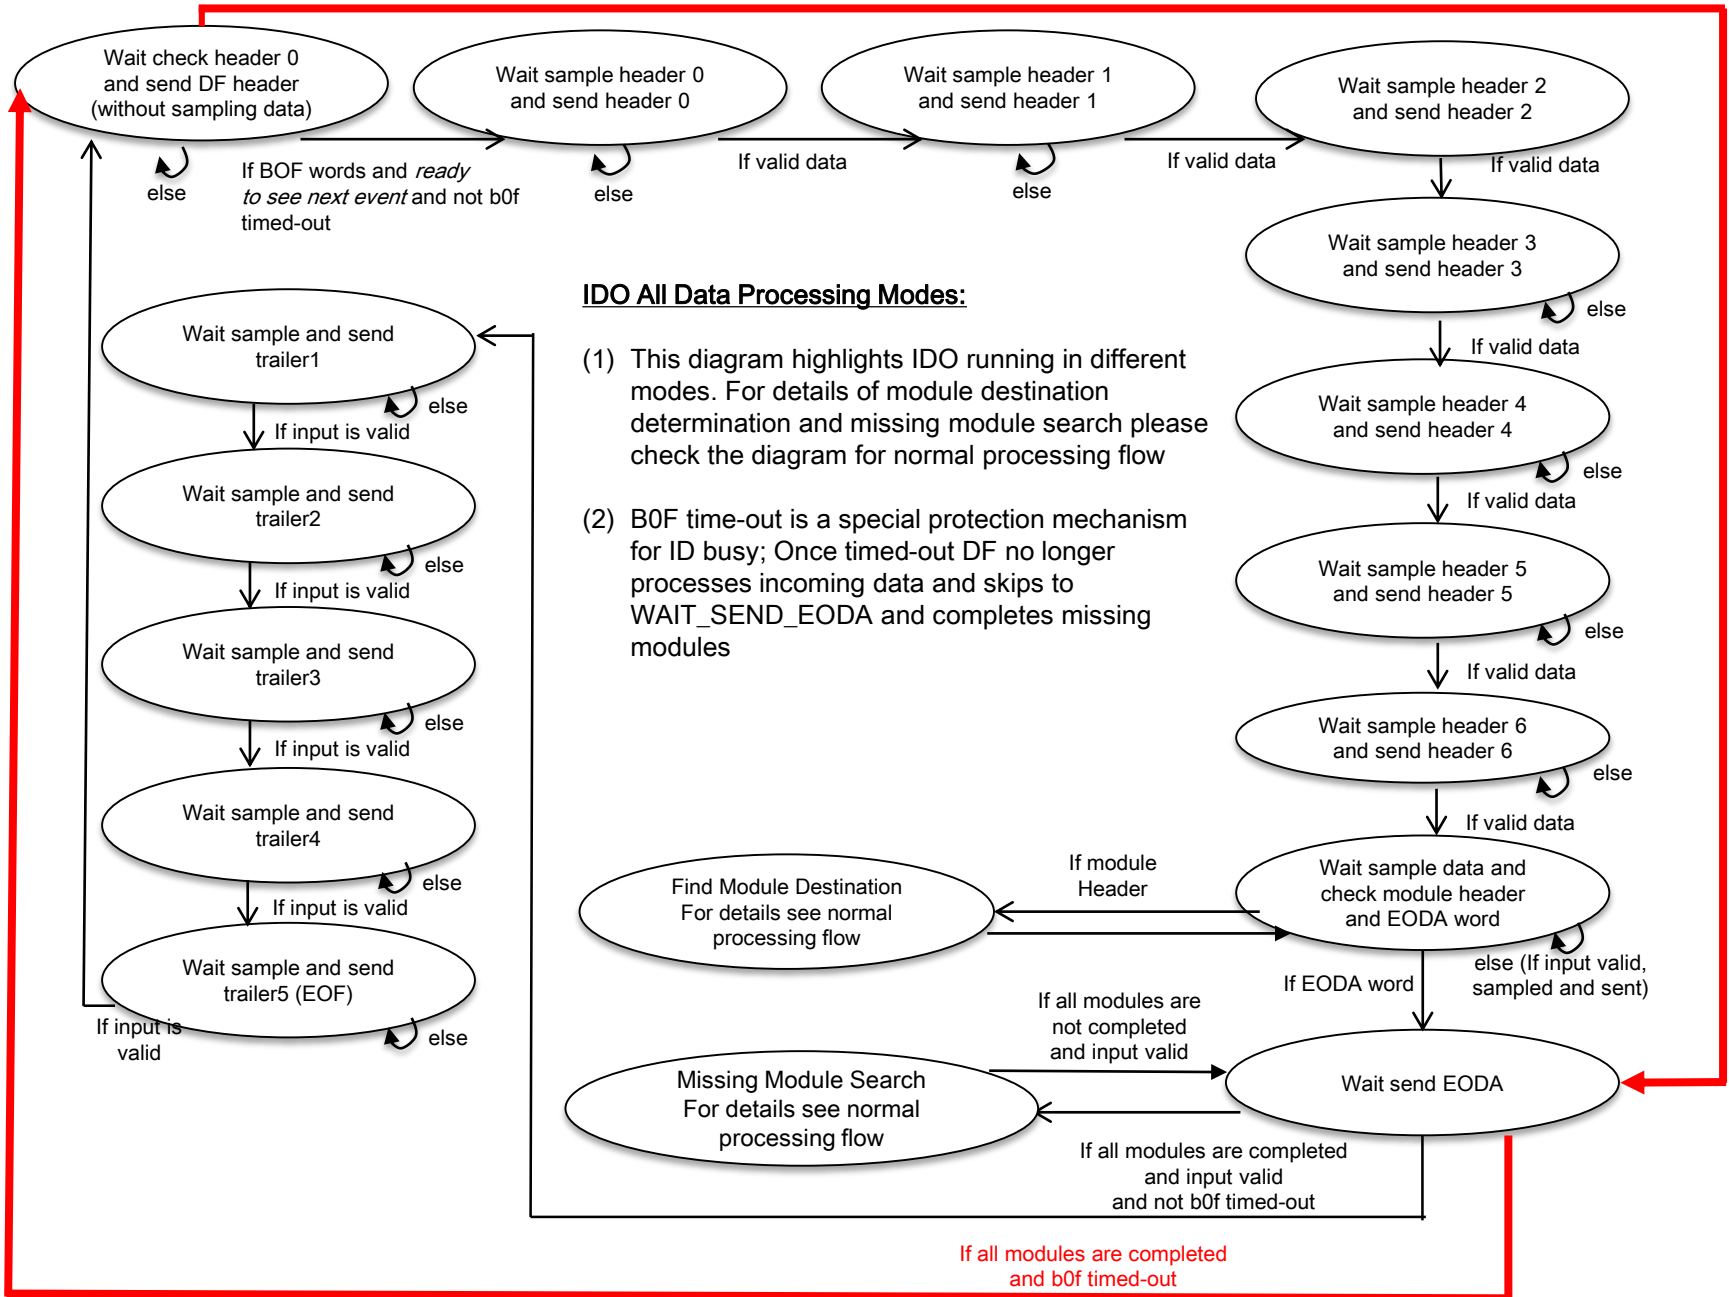 Wait check header 0
and send DF header
(without sampling data)
else
If BOF words and ready
to see next event and not b0f
timed-out
Wait sample header 0
and send header 0
else
If valid data
Wait sample header 1
and send header 1
else
If valid data
Wait sample header 2
and send header 2
If valid data
Wait sample header 3
and send header 3
else
If valid data
Wait sample header 4
and send header 4
else
If valid data
Wait sample header 5
and send header 5
else
If valid data
Wait sample header 6
and send header 6
else
If valid data
Wait sample data and
check module header
and EODA word
else (If input valid,
sampled and sent)
If module
Header
Find Module Destination
For details see normal
processing flow
If EODA word
Wait send EODA
If all modules are
not completed
and input valid
Missing Module Search
For details see normal
processing flow
If all modules are completed
and input valid
and not b0f timed-out
If all modules are completed
and b0f timed-out
Wait sample and send
trailer1
else
If input is valid
Wait sample and send
trailer2
else
If input is valid
Wait sample and send
trailer3
else
If input is valid
Wait sample and send
trailer4
else
If input is valid
Wait sample and send
trailer5 (EOF)
else
If input is
valid
IDO All Data Processing Modes:
(1) This diagram highlights IDO running in different
modes. For details of module destination
determination and missing module search please
check the diagram for normal processing flow
(2) B0F time-out is a special protection mechanism
for ID busy; Once timed-out DF no longer
processes incoming data and skips to
WAIT_SEND_EODA and completes missing
modules